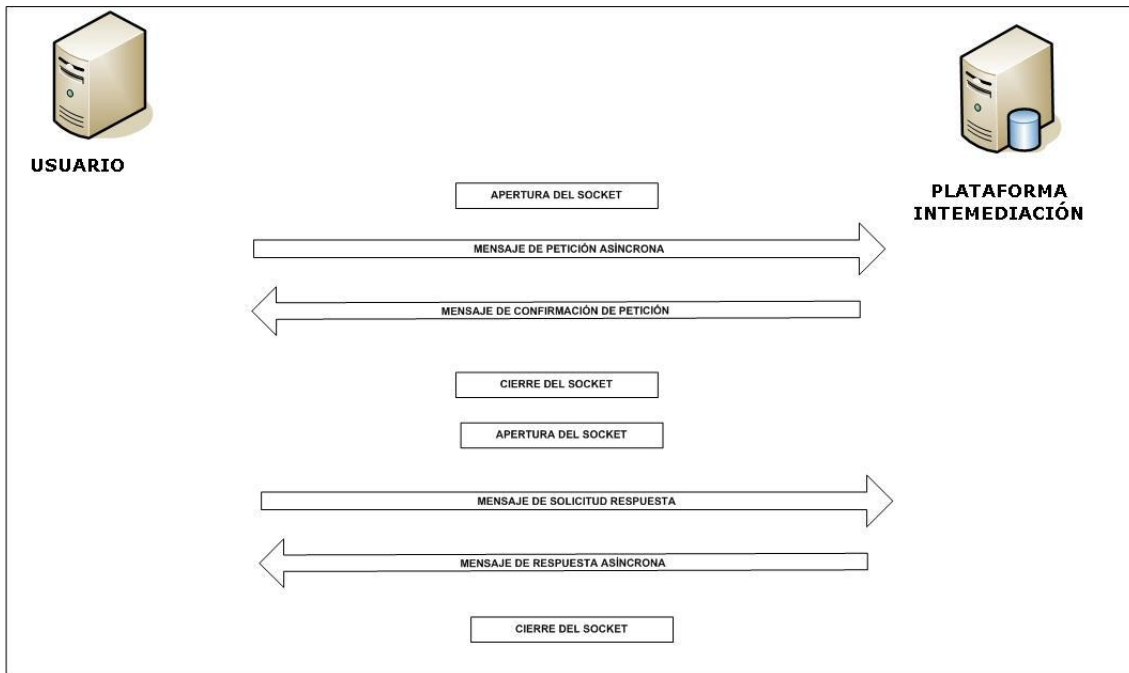 USUARIO
PLATAFORMA
INTEMEDIACIÓN
APERTURA DEL SOCKET
MENSAJE DE PETICIÓN ASÍNCRONA
MENSAJE DE CONFIRMACIÓN DE PETICIÓN
CIERRE DEL SOCKET
APERTURA DEL SOCKET
MENSAJE DE SOLICITUD RESPUESTA
MENSAJE DE RESPUESTA ASÍNCRONA
CIERRE DEL SOCKET